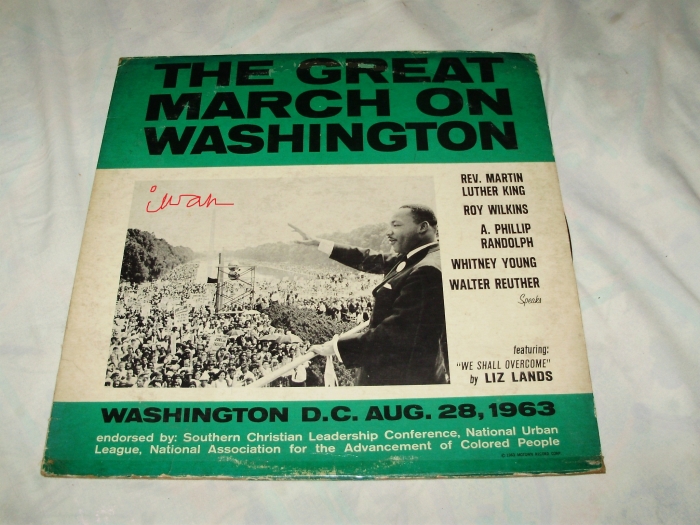 THE GREAT
MARCH ON
WASHINGTON
iwan
REV. MARTIN
LUTHER KING
ROY WILKINS
A. PHILLIP
RANDOLPH
WHITNEY YOUNG
WALTER REUTHER
Speaks
featuring:
"WE SHALL OVERCOME"
by LIZ LANDS
WASHINGTON D.C. AUG. 28, 1963
endorsed by: Southern Christian Leadership Conference, National Urban
League, National Association for the Advancement of Colored People